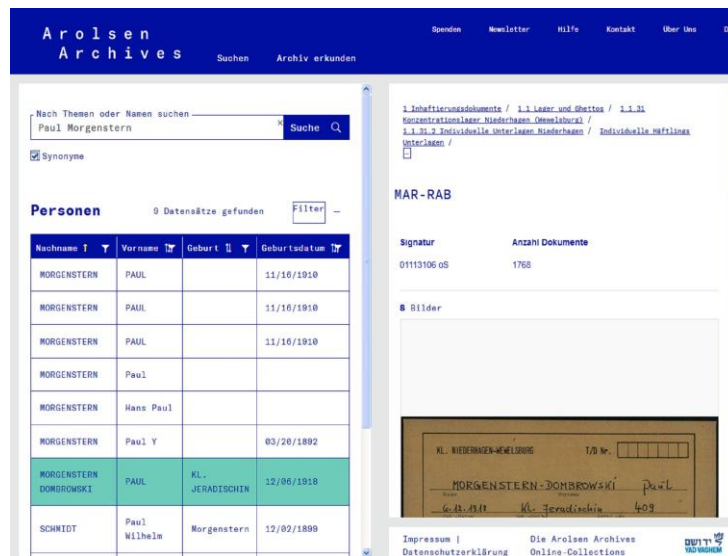 Arolsen
Archives
Suchen
Archiv erkunden
Spenden
Newsletter
Hilfe
Kontakt
Über Uns
D
Nach Themen oder Namen suchen
Paul Morgenstern
×
Suche
Synonyme
Personen
9 Datensätze gefunden
Filter
Nachname Vorname Geburt Geburtsdatum
MORGENSTERN PAUL 11/16/1910
MORGENSTERN PAUL 11/16/1910
MORGENSTERN PAUL 11/16/1910
MORGENSTERN Paul
MORGENSTERN Hans Paul
MORGENSTERN Paul Y 03/20/1892
MORGENSTERN KL.
DOMBROWSKI PAUL JERADISCHIN 12/06/1918
SCHMIDT Paul Morgenstern 12/02/1899
Wilhelm
1 Inhaftierungsdokumente / 1.1 Lager und Ghettos / 1.1.31
Konzentrationslager Niederhagen (Wewelsburg) /
1.1.31.2 Individuelle Unterlagen Niederhagen / Individuelle Häftlings
Unterlagen /
MAR-RAB
Signatur Anzahl Dokumente
01113106 oS 1768
8 Bilder
KL. NIEDERHAGEN-WEWELSBURG T/D Nr.
MORGENSTERN-DOMBROWSKI Paul
Name Vorname
6.12.1918 Kl. Jeradischin 409
Impressum |
Datenschutzerklärung
Die Arolsen Archives
Online-Collections
יד ושם
YAD VASHEM